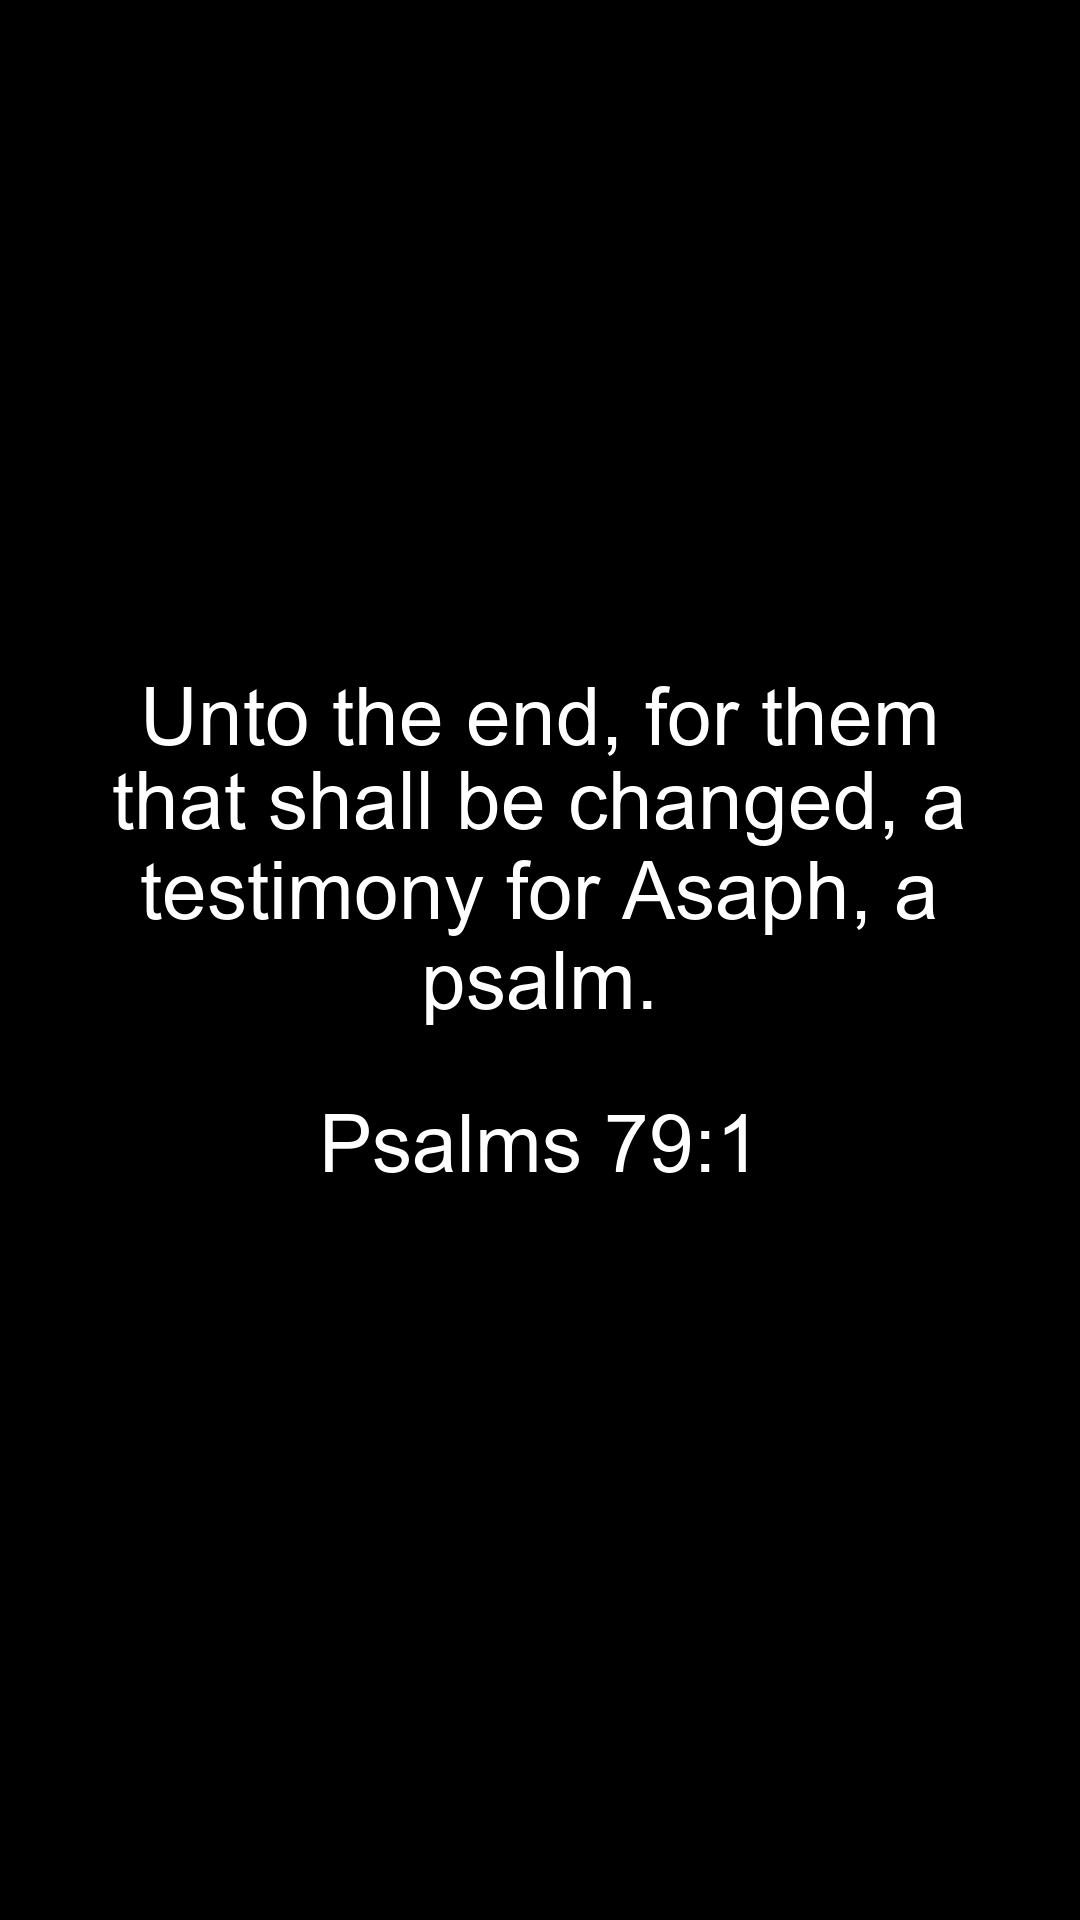 Unto the end, for them
that shall be changed, a
testimony for Asaph, a
psalm.
Psalms 79:1